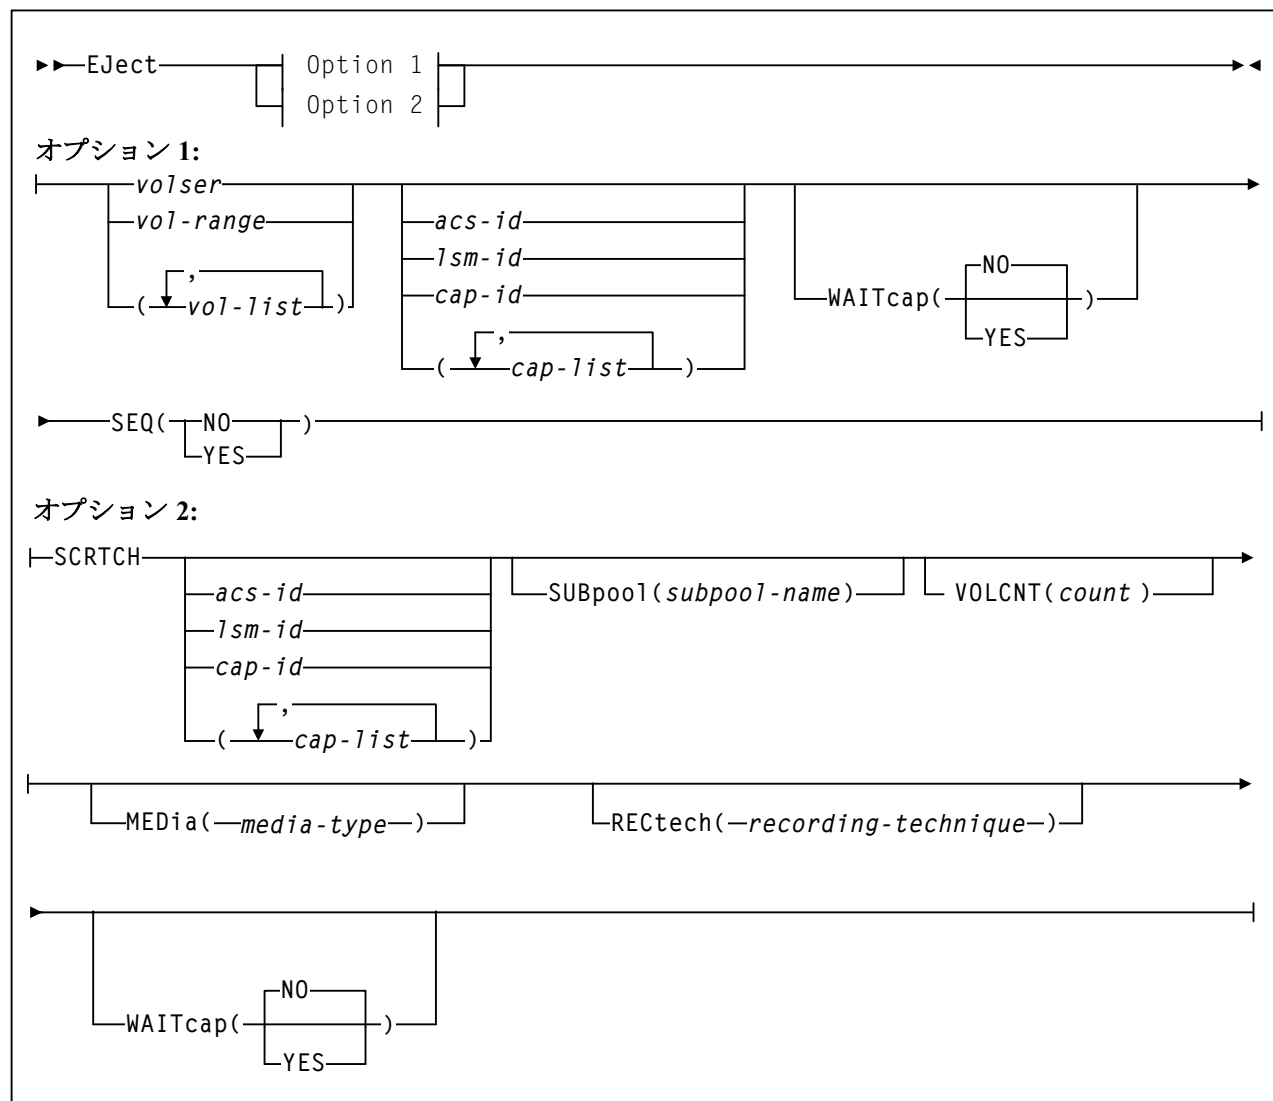 EJect Option 1
Option 2
オプション 1:
volser
vol-range acs-id NO
, lsm-id WAITcap( )
( vol-list ) cap-id YES
,
( cap-list )
SEQ( NO )
YES
オプション 2:
SCRTCH
acs-id SUBpool(subpool-name) VOLCNT(count )
lsm-id
cap-id
,
( cap-list )
MEDia( media-type ) RECtech( recording-technique )
NO
WAITcap( )
YES